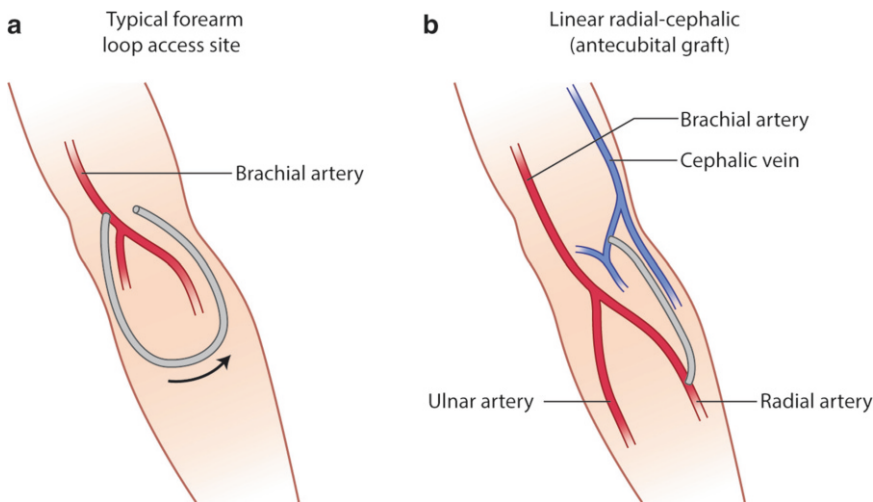 a
Typical forearm
loop access site
Brachial artery
b
Linear radial-cephalic
(antecubital graft)
Brachial artery
Cephalic vein
Ulnar artery
Radial artery